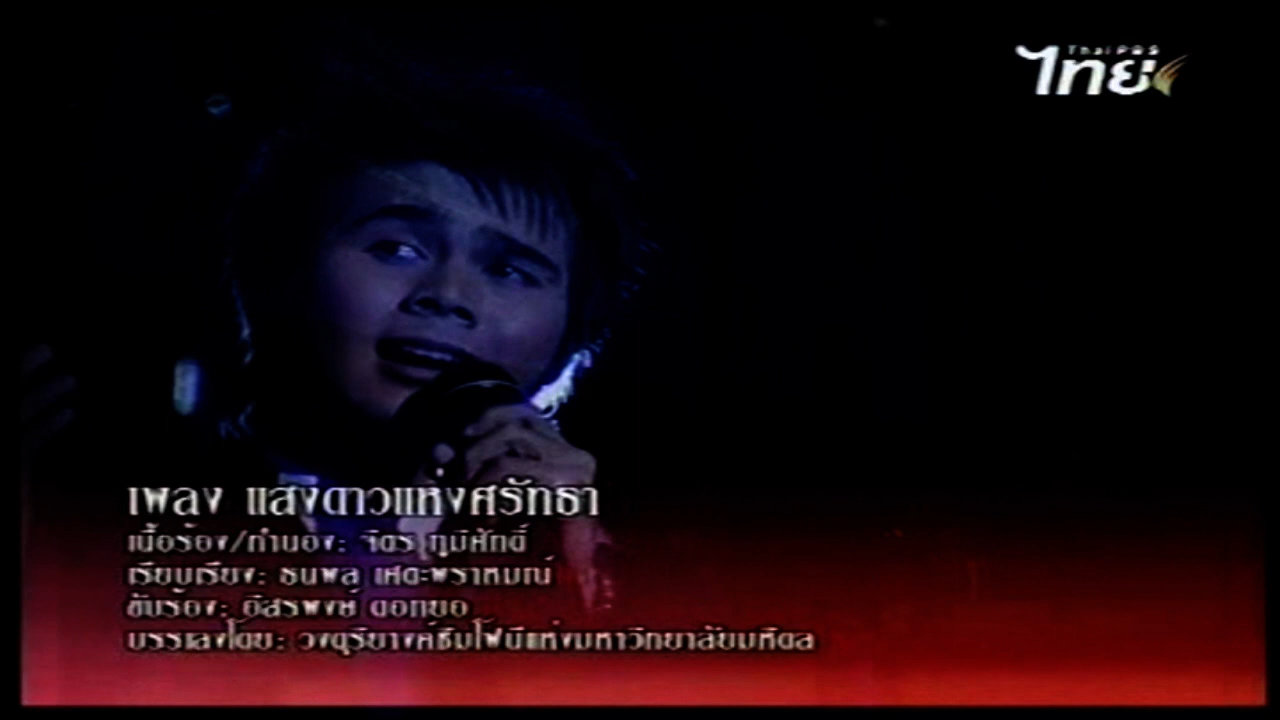 Thai PBS
ไทย
เพลง แสงดาวแห่งศรัทธา
เนื้อร้อง/ทำนอง: จิตร ภูมิศักดิ์
เรียบเรียง: ธนพล เศตะพราหมณ์
ขับร้อง: อิสรพงษ์ ดอกยอ
บรรเลงโดย: วงดุริยางค์ซิมโฟนีแห่งมหาวิทยาลัยมหิดล